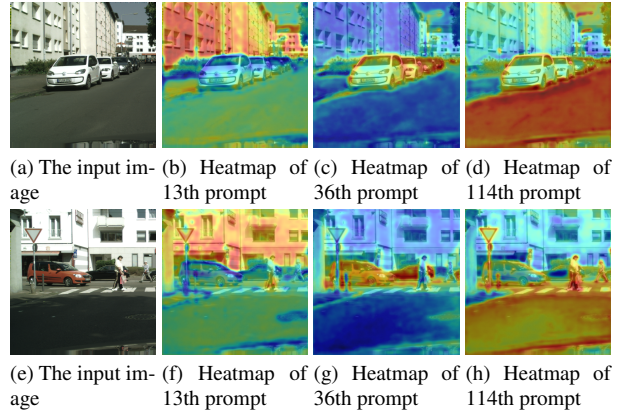 (a) The input im-
age
(b) Heatmap of
13th prompt
(c) Heatmap of
36th prompt
(d) Heatmap of
114th prompt
(e) The input im-
age
(f) Heatmap of
13th prompt
(g) Heatmap of
36th prompt
(h) Heatmap of
114th prompt